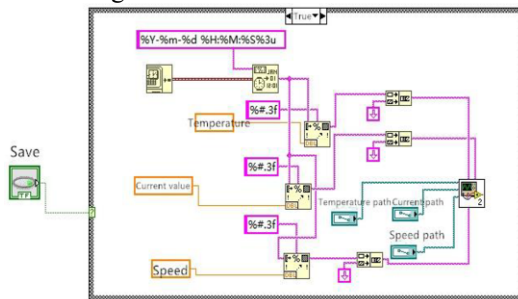 True
%Y-%m-%d %H:%M:%S%3u
%#.3f
Temperature
Save
%#.3f
Current value
Temperature path
Current path
%#.3f
Speed path
Speed
2